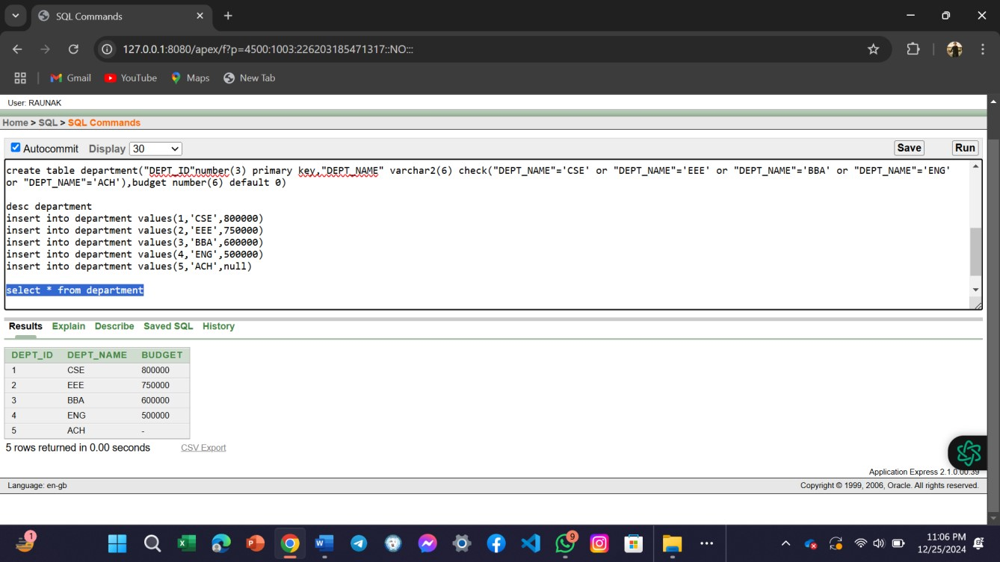 SQL Commands
127.0.0.1:8080/apex/f?p=4500:1003:226203185471317::NO:::
Gmail YouTube Maps New Tab
User: RAUNAK
Home > SQL > SQL Commands
Autocommit Display 30 Save Run
create table department("DEPT_ID"number(3) primary key,"DEPT_NAME" varchar2(6) check("DEPT_NAME"='CSE' or "DEPT_NAME"='EEE' or "DEPT_NAME"='BBA' or "DEPT_NAME"='ENG'
or "DEPT_NAME"='ACH'),budget number(6) default 0)
desc department
insert into department values(1,'CSE',800000)
insert into department values(2,'EEE',750000)
insert into department values(3,'BBA',600000)
insert into department values(4,'ENG',500000)
insert into department values(5,'ACH',null)
select * from department
Results Explain Describe Saved SQL History
DEPT_ID DEPT_NAME BUDGET
1 CSE 800000
2 EEE 750000
3 BBA 600000
4 ENG 500000
5 ACH -
5 rows returned in 0.00 seconds CSV Export
Application Express 2.1.0.00.39
Language: en-gb Copyright © 1999, 2006, Oracle. All rights reserved.
1 9 11:06 PM
12/25/2024